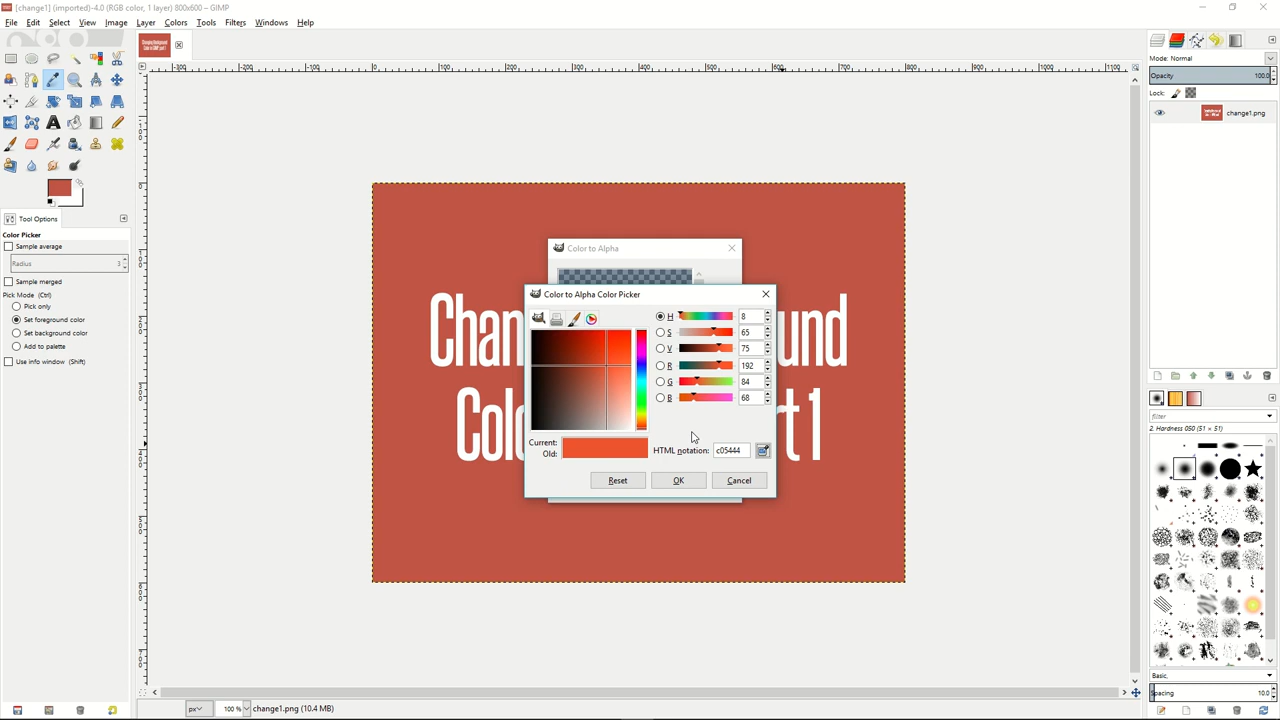 [change1] (imported)-4.0 (RGB color, 1 layer) 800x600 – GIMP
File Edit Select View Image Layer Colors Tools Filters Windows Help
Mode: Normal
Opacity 100.0
Lock:
change1.png
Tool Options
Color Picker
Sample average
Radius 3
Sample merged
Pick Mode (Ctrl)
Pick only
Set foreground color
Set background color
Add to palette
Use info window (Shift)
Color to Alpha
Color to Alpha Color Picker
H 8
S 65
V 75
R 192
G 84
B 68
Current:
Old:
HTML notation: c05444
Reset OK Cancel
Chan und
Colo rt 1
filter
2. Hardness 050 (51 × 51)
Basic,
Spacing 10.0
px 100 % change1.png (10.4 MB)